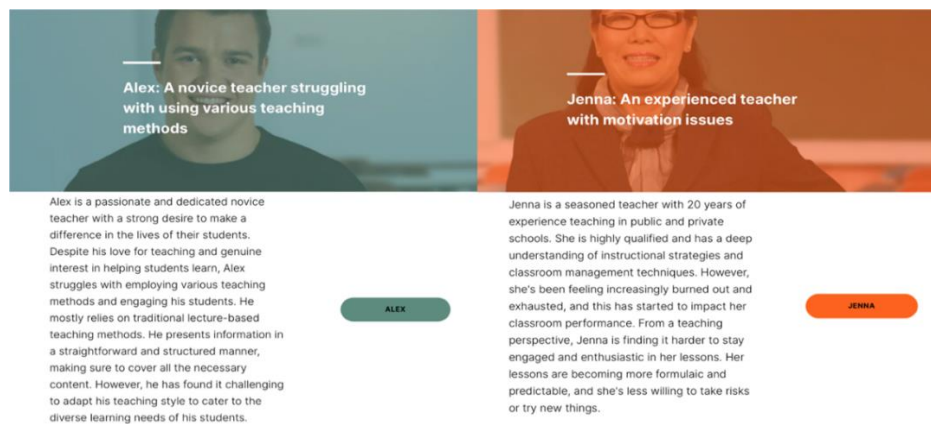 Alex: A novice teacher struggling
with using various teaching
methods
Alex is a passionate and dedicated novice
teacher with a strong desire to make a
difference in the lives of their students.
Despite his love for teaching and genuine
interest in helping students learn, Alex
struggles with employing various teaching
methods and engaging his students. He
mostly relies on traditional lecture-based
teaching methods. He presents information in
a straightforward and structured manner,
making sure to cover all the necessary
content. However, he has found it challenging
to adapt his teaching style to cater to the
diverse learning needs of his students.
ALEX
Jenna: An experienced teacher
with motivation issues
Jenna is a seasoned teacher with 20 years of
experience teaching in public and private
schools. She is highly qualified and has a deep
understanding of instructional strategies and
classroom management techniques. However,
she's been feeling increasingly burned out and
exhausted, and this has started to impact her
classroom performance. From a teaching
perspective, Jenna is finding it harder to stay
engaged and enthusiastic in her lessons. Her
lessons are becoming more formulaic and
predictable, and she's less willing to take risks
or try new things.
JENNA